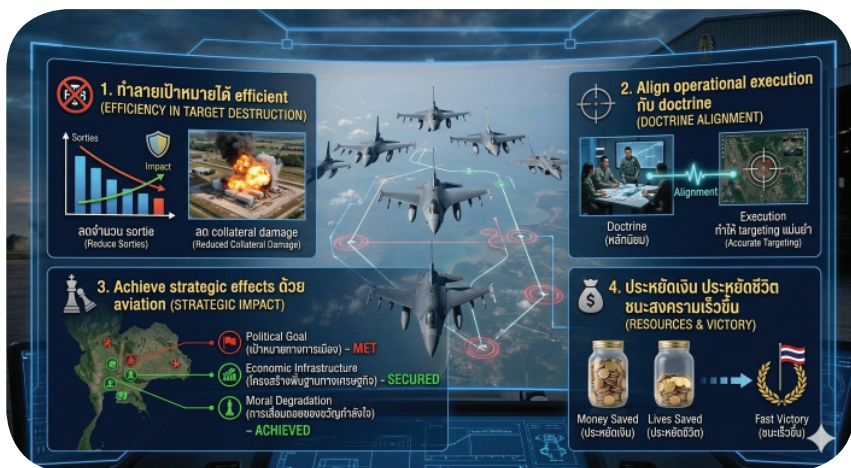 1. ทำลายเป้าหมายได้ efficient
(EFFICIENCY IN TARGET DESTRUCTION)
Sorties
Impact
ลดจำนวน sortie
(Reduce Sorties)
ลด collateral damage
(Reduced Collateral Damage)
2. Align operational execution
กับ doctrine
(DOCTRINE ALIGNMENT)
Alignment
Doctrine
(หลักนิยม)
Execution
ทำให้ targeting แม่นยำ
(Accurate Targeting)
3. Achieve strategic effects ด้วย
aviation (STRATEGIC IMPACT)
Political Goal
(เป้าหมายทางการเมือง) – MET
Economic Infrastructure
(โครงสร้างพื้นฐานทางเศรษฐกิจ) – SECURED
Moral Degradation
(การเสื่อมถอยของขวัญกำลังใจ)
– ACHIEVED
4. ประหยัดเงิน ประหยัดชีวิต
ชนะสงครามเร็วขึ้น
(RESOURCES & VICTORY)
$
Money Saved
(ประหยัดเงิน)
Lives Saved
(ประหยัดชีวิต)
Fast Victory
(ชนะเร็วขึ้น)